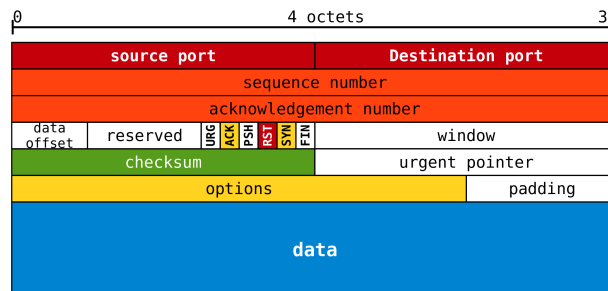 0 4 octets 3
source port Destination port
sequence number
acknowledgement number
data offset reserved URG ACK PSH RST SYN FIN window
checksum urgent pointer
options padding
data